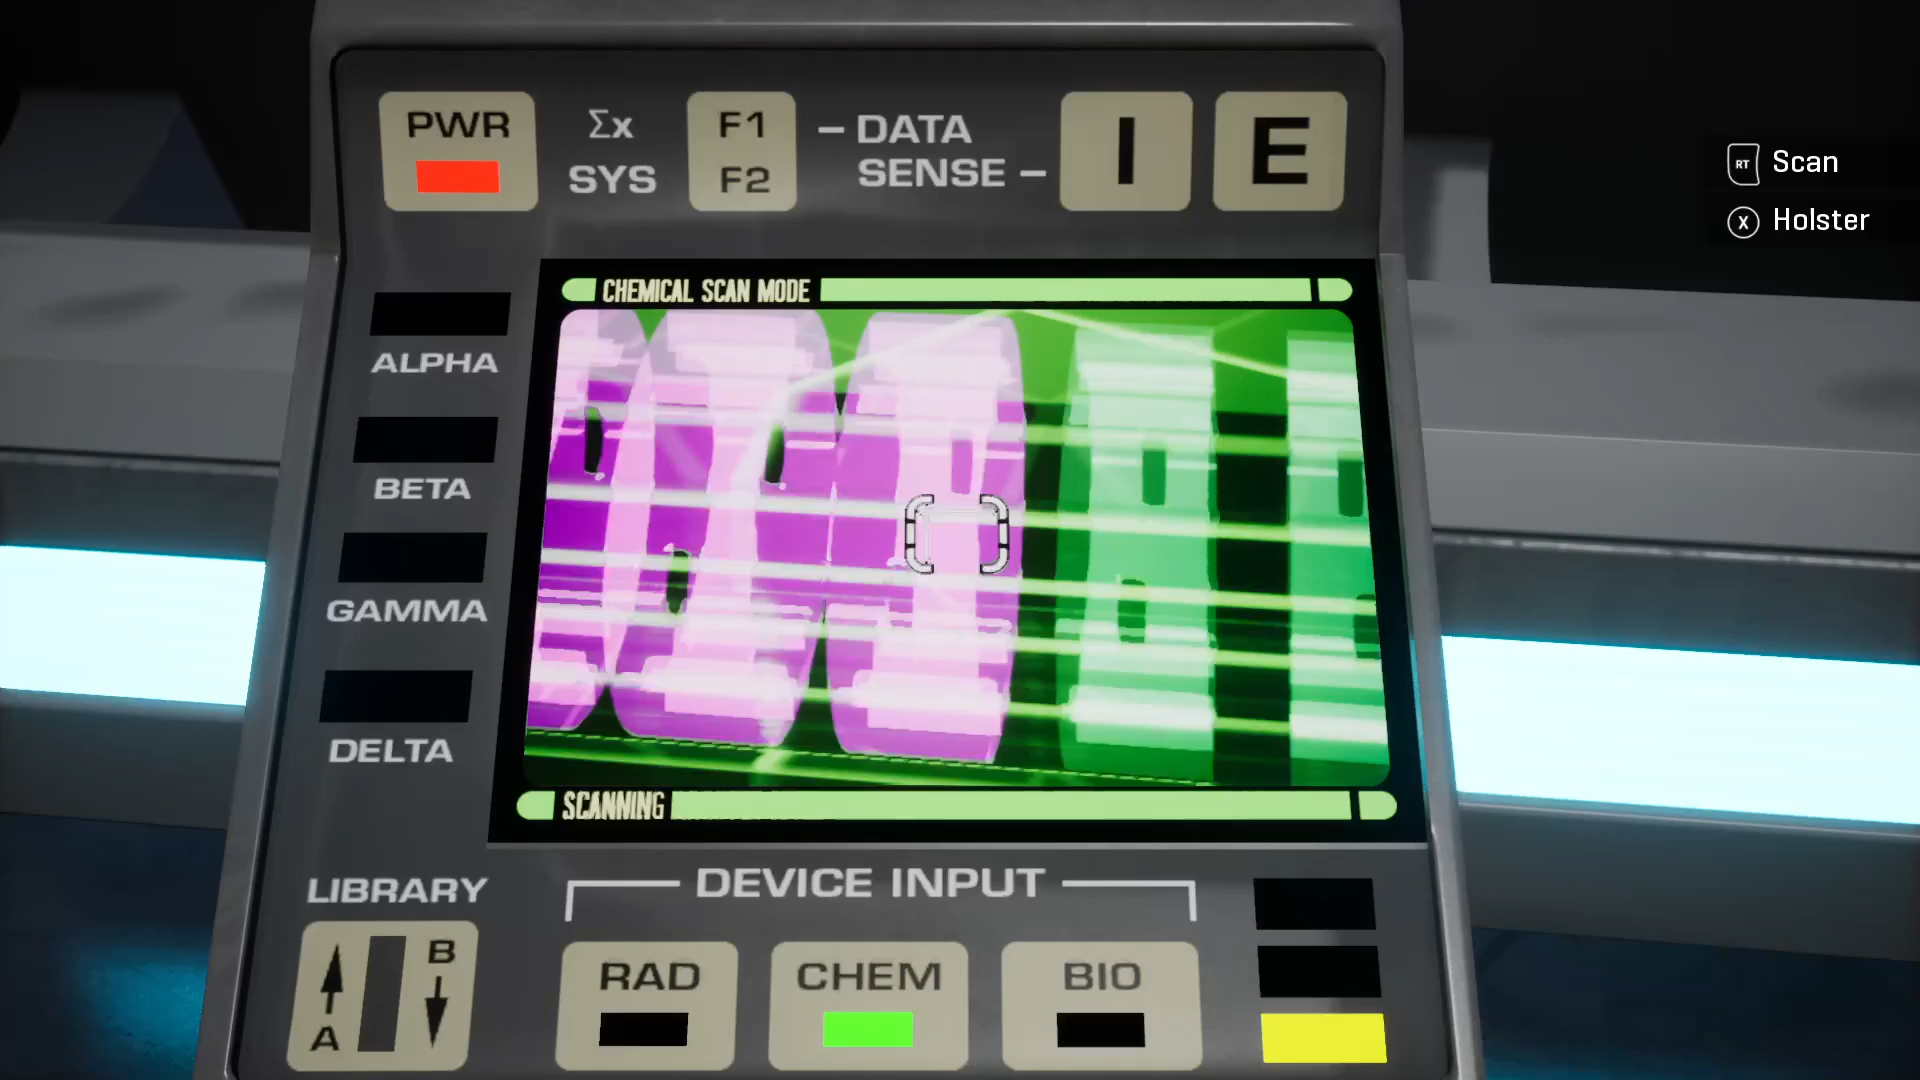 PWR
Σx
SYS
F1
F2
– DATA
SENSE –
I
E
RT Scan
X Holster
CHEMICAL SCAN MODE
ALPHA
BETA
GAMMA
DELTA
SCANNING
LIBRARY
A
B
DEVICE INPUT
RAD
CHEM
BIO